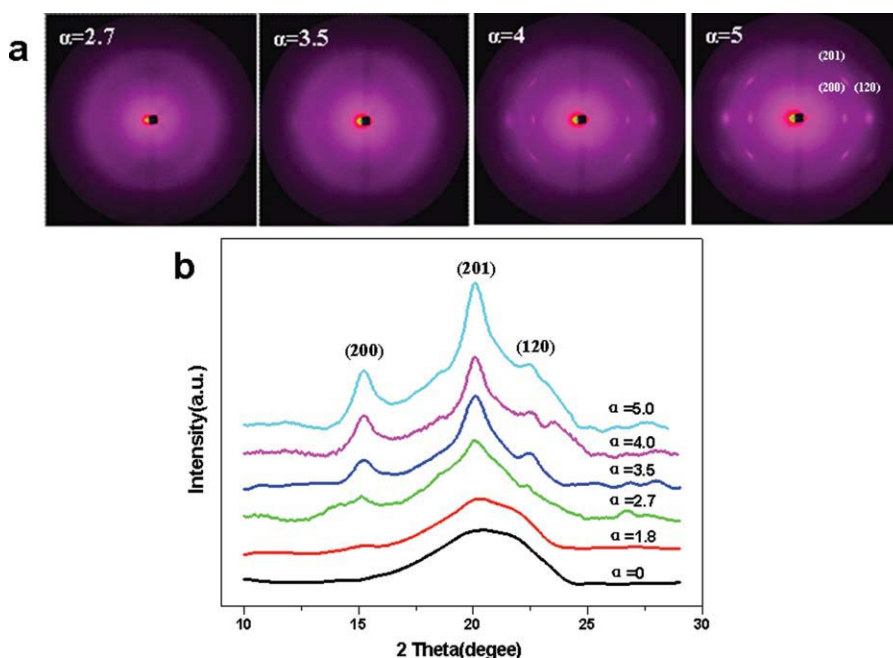 a
α=2.7
α=3.5
α=4
α=5
(201)
(200) (120)
b
(201)
(200)
(120)
α=5.0
α=4.0
α=3.5
α=2.7
α=1.8
α=0
Intensity(a.u.)
10 15 20 25 30
2 Theta(degee)